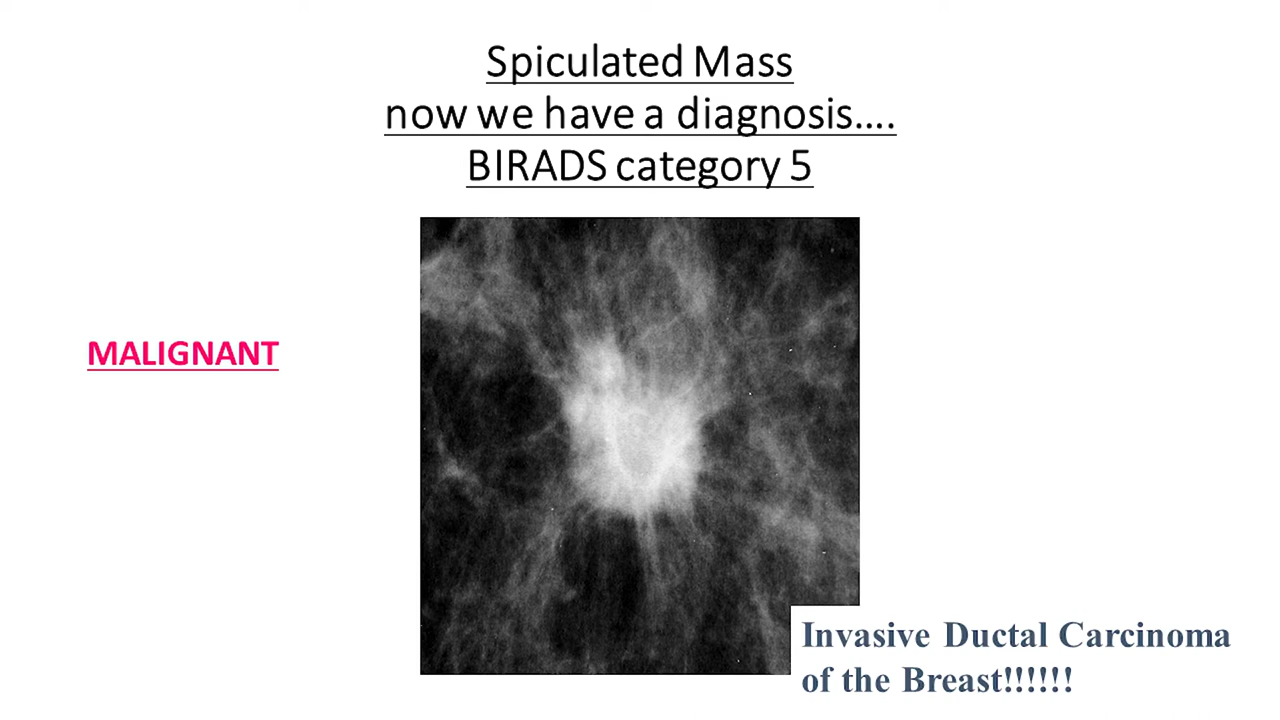 Spiculated Mass
now we have a diagnosis….
BIRADS category 5
MALIGNANT
Invasive Ductal Carcinoma
of the Breast!!!!!!